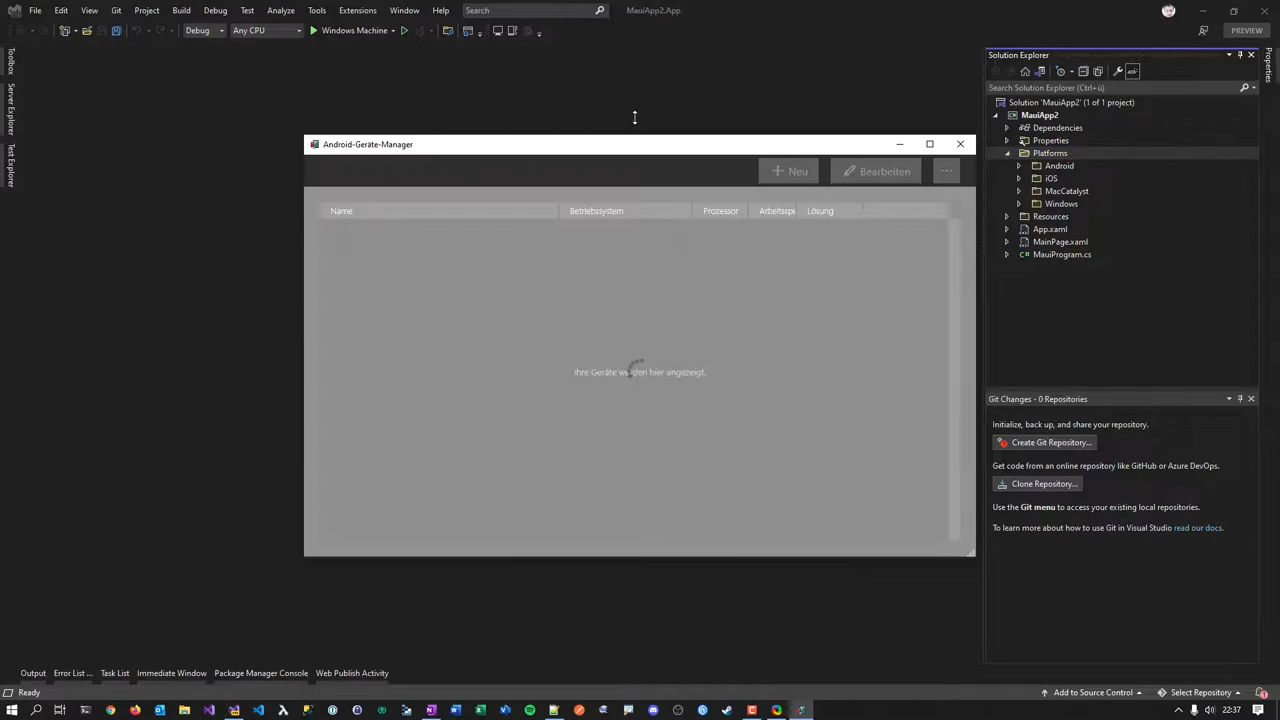 File Edit View Git Project Build Debug Test Analyze Tools Extensions Window Help Search MauiApp2.App
Debug Any CPU Windows Machine PREVIEW
Toolbox
Server Explorer
Test Explorer
Solution Explorer
Properties
Search Solution Explorer (Ctrl+ü)
Solution 'MauiApp2' (1 of 1 project)
MauiApp2
Dependencies
Properties
Platforms
Android
iOS
MacCatalyst
Windows
Resources
App.xaml
MainPage.xaml
MauiProgram.cs
Android-Geräte-Manager
Neu Bearbeiten ...
Name Betriebssystem Prozessor Arbeitsspe Lösung
Ihre Geräte werden hier angezeigt.
Git Changes - 0 Repositories
Initialize, back up, and share your repository.
Create Git Repository...
Get code from an online repository like GitHub or Azure DevOps.
Clone Repository...
Use the Git menu to access your existing local repositories.
To learn more about how to use Git in Visual Studio read our docs.
Output Error List ... Task List Immediate Window Package Manager Console Web Publish Activity
Ready Add to Source Control Select Repository
22:37